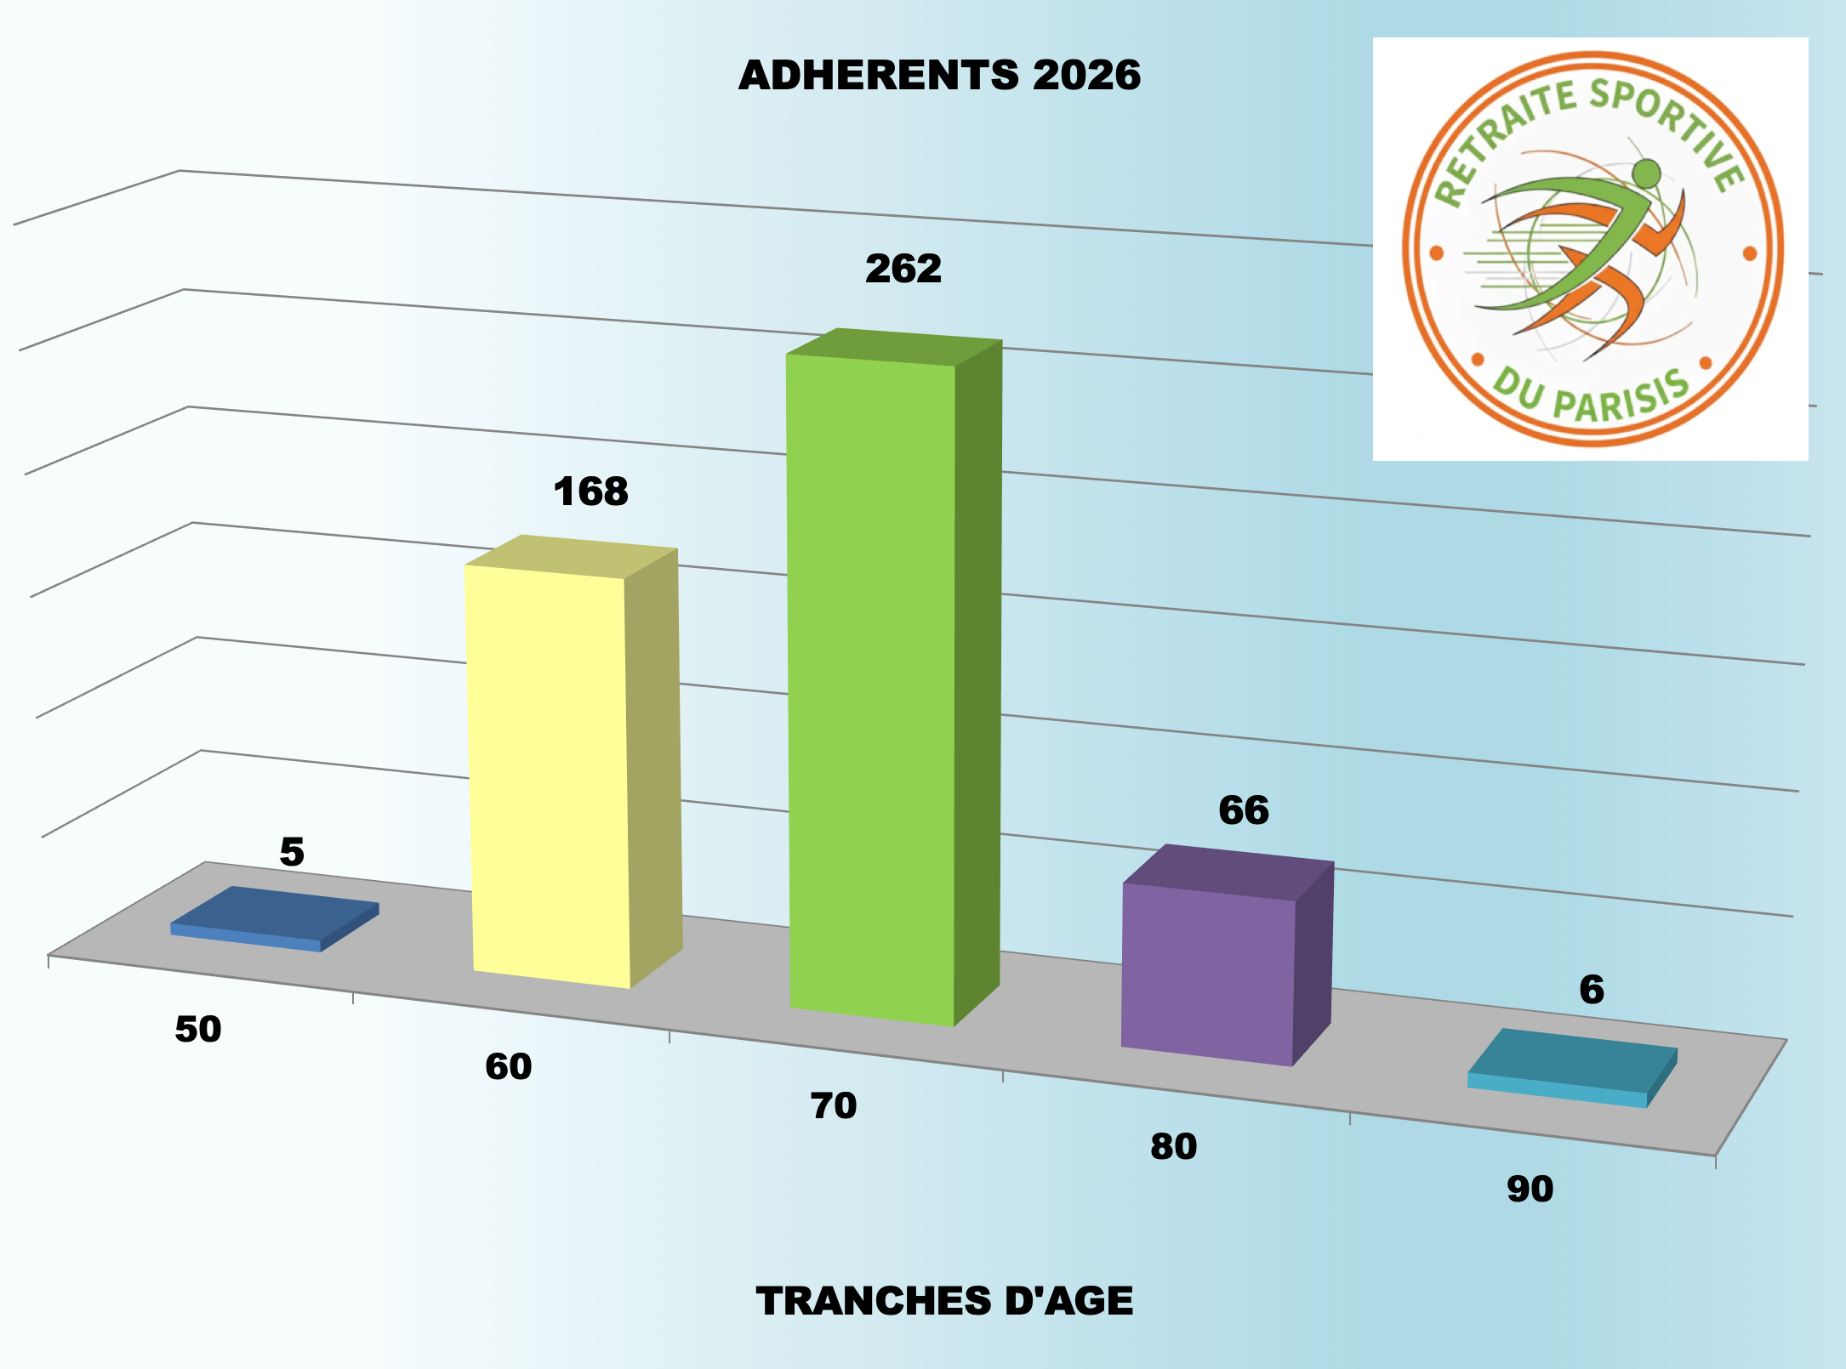 ADHERENTS 2026
RETRAITE SPORTIVE
DU PARISIS
262
168
66
5
6
50
60
70
80
90
TRANCHES D'AGE